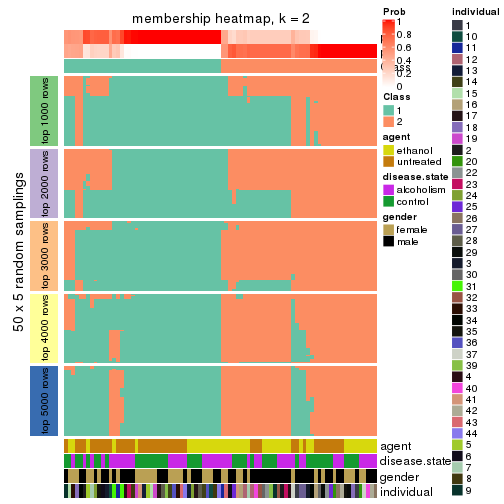 membership heatmap, k = 2
50 x 5 random samplings
top 1000 rows
top 2000 rows
top 3000 rows
top 4000 rows
top 5000 rows
p
p
Class
agent
disease.state
gender
individual
Prob
1
0.8
0.6
0.4
0.2
0
Class
1
2
agent
ethanol
untreated
disease.state
akoholism
control
gender
female
male
individual
1
10
11
12
13
14
15
16
17
18
19
2
20
22
23
24
25
26
27
28
29
3
30
31
32
33
34
35
36
37
39
4
40
41
42
43
44
5
6
7
8
9